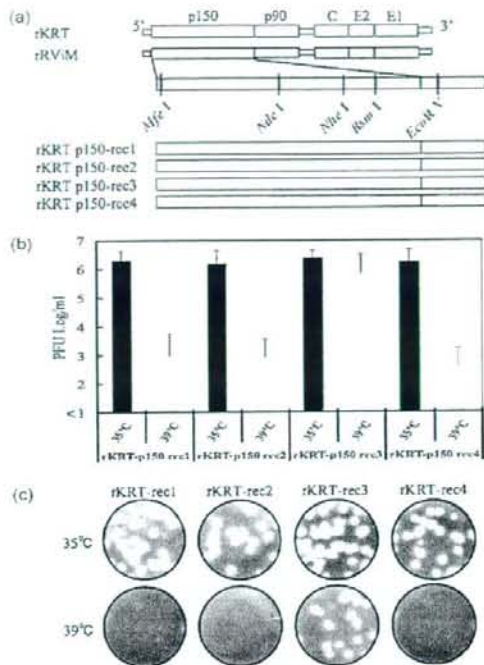 (a)
p150 p90 C E2 E1
5' 3'
rKRT
rRViM
Mfe I Nde I Nhe I Bsm I EcoR V
rKRT p150-rec1
rKRT p150-rec2
rKRT p150-rec3
rKRT p150-rec4
(b)
PFU Log/ml
7
6
5
4
3
2
<1
35℃ 39℃ 35℃ 39℃ 35℃ 39℃ 35℃ 39℃
rKRT-p150 rec1 rKRT-p150 rec2 rKRT-p150 rec3 rKRT-p150 rec4
(c)
rKRT-rec1 rKRT-rec2 rKRT-rec3 rKRT-rec4
35℃
39℃